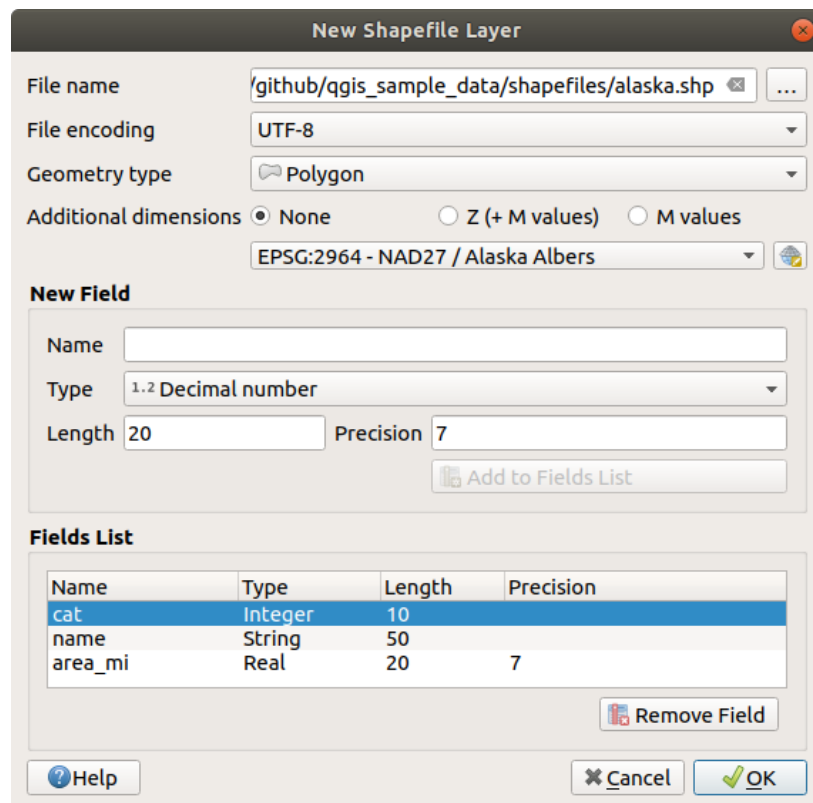 New Shapefile Layer
File name /github/qgis_sample_data/shapefiles/alaska.shp ...
File encoding UTF-8
Geometry type Polygon
Additional dimensions None Z (+ M values) M values
EPSG:2964 - NAD27 / Alaska Albers
New Field
Name
Type 1.2 Decimal number
Length 20 Precision 7
Add to Fields List
Fields List
Name Type Length Precision
cat Integer 10
name String 50
area_mi Real 20 7
Remove Field
Help Cancel OK